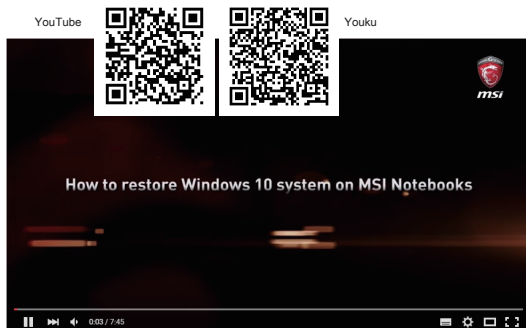 YouTube
Youku
msi
How to restore Windows 10 system on MSI Notebooks
0:03 / 7:45